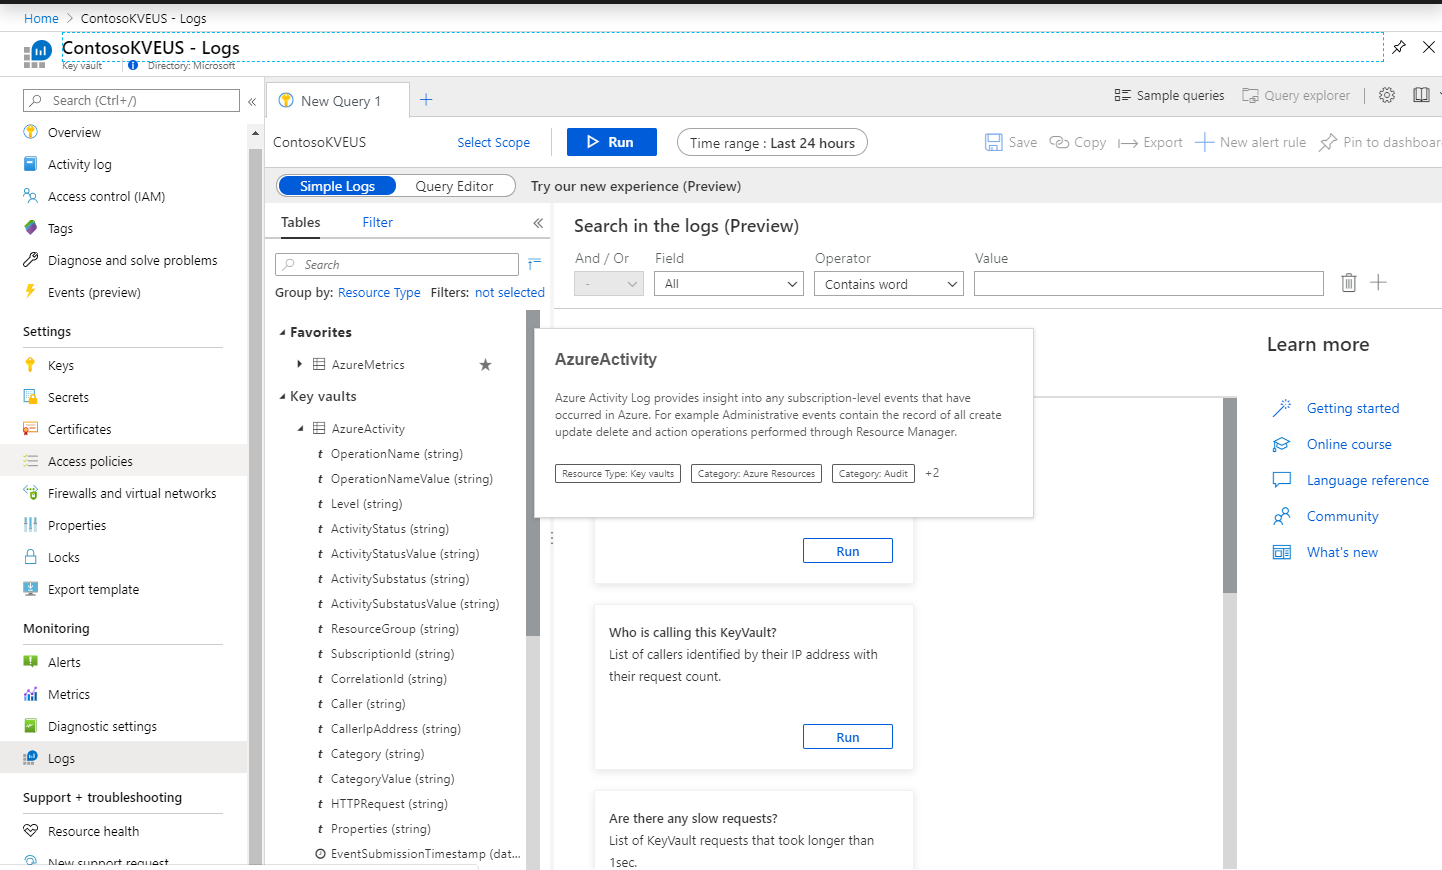 Home > ContosoKVEUS - Logs
ContosoKVEUS - Logs
Key vault
Directory: Microsoft
Search (Ctrl+/)
Overview
Activity log
Access control (IAM)
Tags
Diagnose and solve problems
Events (preview)
Settings
Keys
Secrets
Certificates
Access policies
Firewalls and virtual networks
Properties
Locks
Export template
Monitoring
Alerts
Metrics
Diagnostic settings
Logs
Support + troubleshooting
Resource health
New support request
New Query 1
Sample queries
Query explorer
ContosoKVEUS
Select Scope
Run
Time range : Last 24 hours
Save
Copy
Export
New alert rule
Pin to dashboar
Simple Logs
Query Editor
Try our new experience (Preview)
Tables
Filter
Search
Group by: Resource Type Filters: not selected
Favorites
AzureMetrics
Key vaults
AzureActivity
t OperationName (string)
t OperationNameValue (string)
t Level (string)
t ActivityStatus (string)
t ActivityStatusValue (string)
t ActivitySubstatus (string)
t ActivitySubstatusValue (string)
t ResourceGroup (string)
t SubscriptionId (string)
t CorrelationId (string)
t Caller (string)
t CallerIpAddress (string)
t Category (string)
t CategoryValue (string)
t HTTPRequest (string)
t Properties (string)
EventSubmissionTimestamp (dat...
Search in the logs (Preview)
And / Or
Field
Operator
Value
-
All
Contains word
AzureActivity
Azure Activity Log provides insight into any subscription-level events that have
occurred in Azure. For example Administrative events contain the record of all create
update delete and action operations performed through Resource Manager.
Resource Type: Key vaults
Category: Azure Resources
Category: Audit
+2
Run
Who is calling this KeyVault?
List of callers identified by their IP address with
their request count.
Run
Are there any slow requests?
List of KeyVault requests that took longer than
1sec.
Learn more
Getting started
Online course
Language reference
Community
What's new